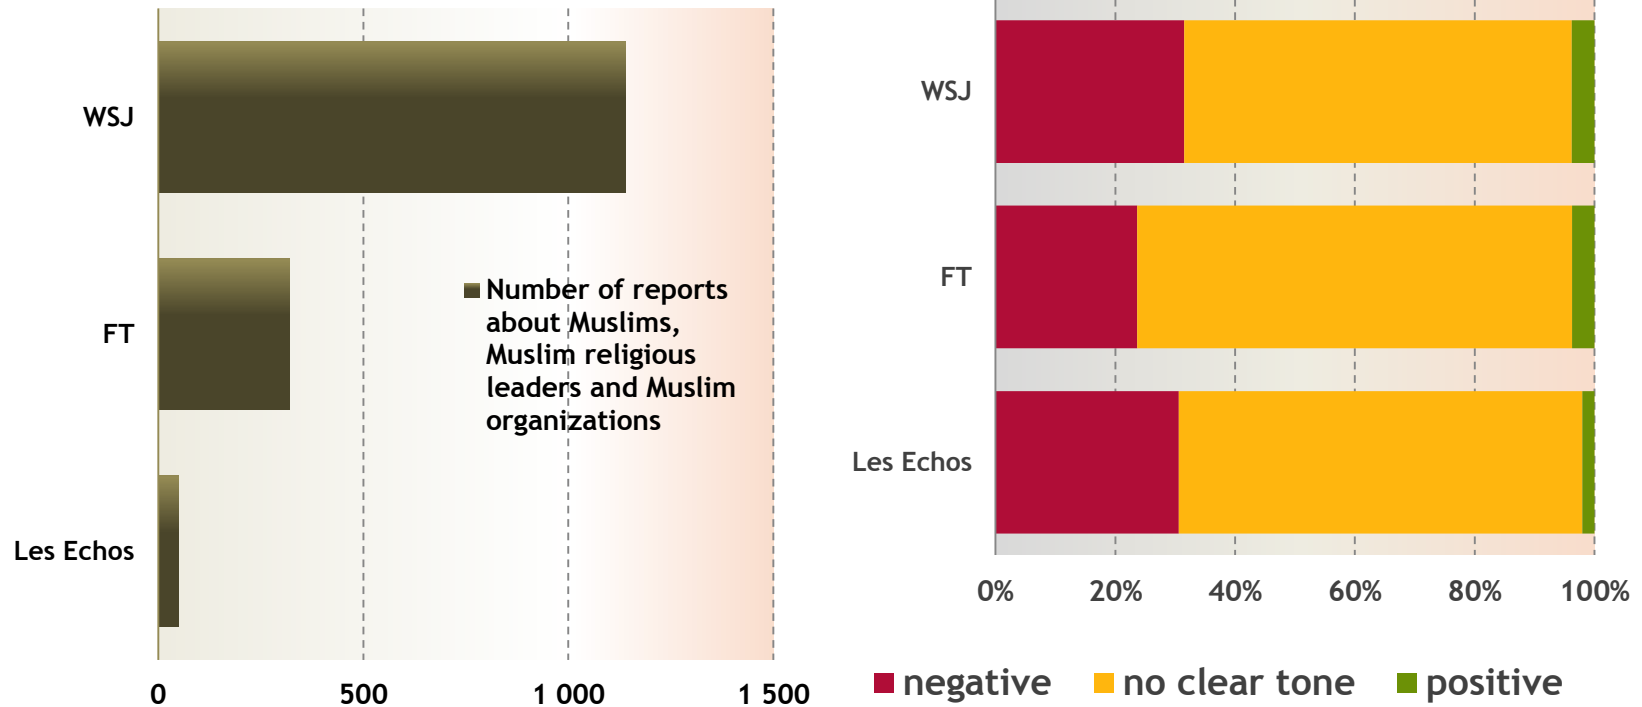 WSJ
FT
Les Echos
Number of reports
about Muslims,
Muslim religious
leaders and Muslim
organizations
0 500 1 000 1 500
WSJ
FT
Les Echos
0% 20% 40% 60% 80% 100%
negative no clear tone positive